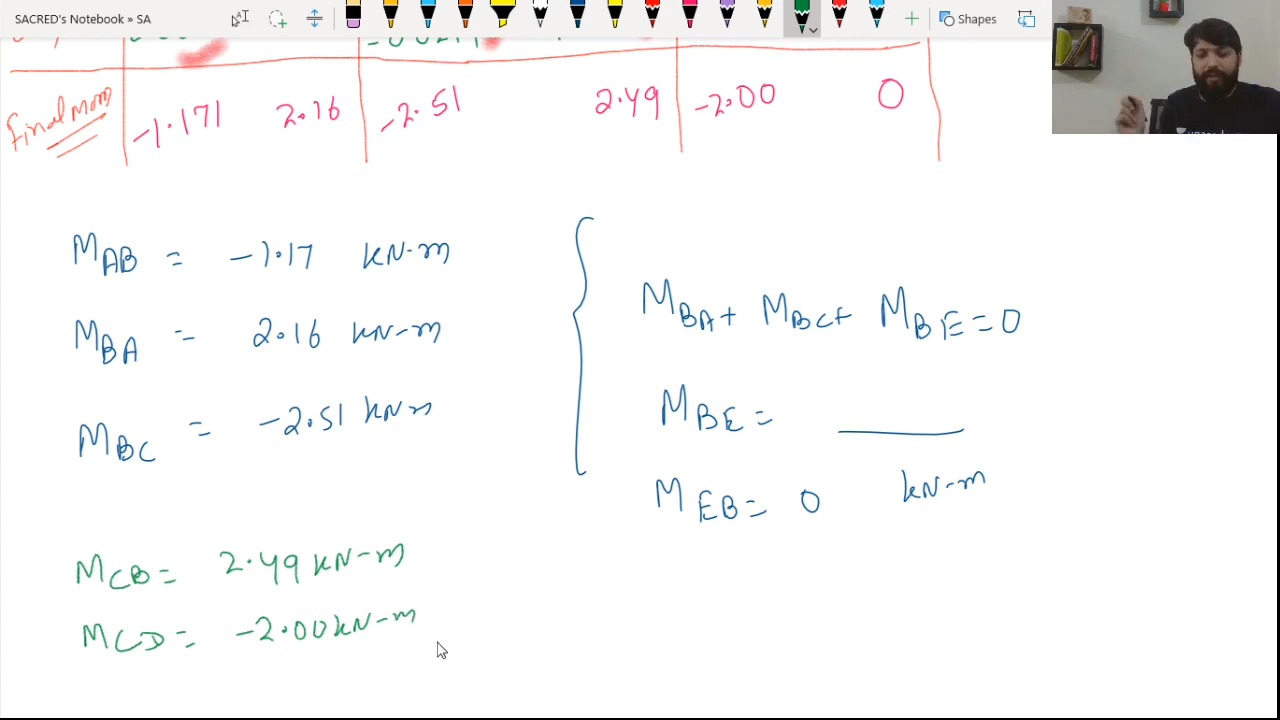 SACRED's Notebook » SA
Shapes
Final Mom -1.171 2.16 -2.51 2.49 -2.00 0
MAB = -1.17 kN-m
MBA = 2.16 kN-m
MBC = -2.51 kNm
MBA + MBC + MBE = 0
MBE = ____
MEB = 0 kN-m
MCB = 2.49 kN-m
MCD = -2.00 kN-m